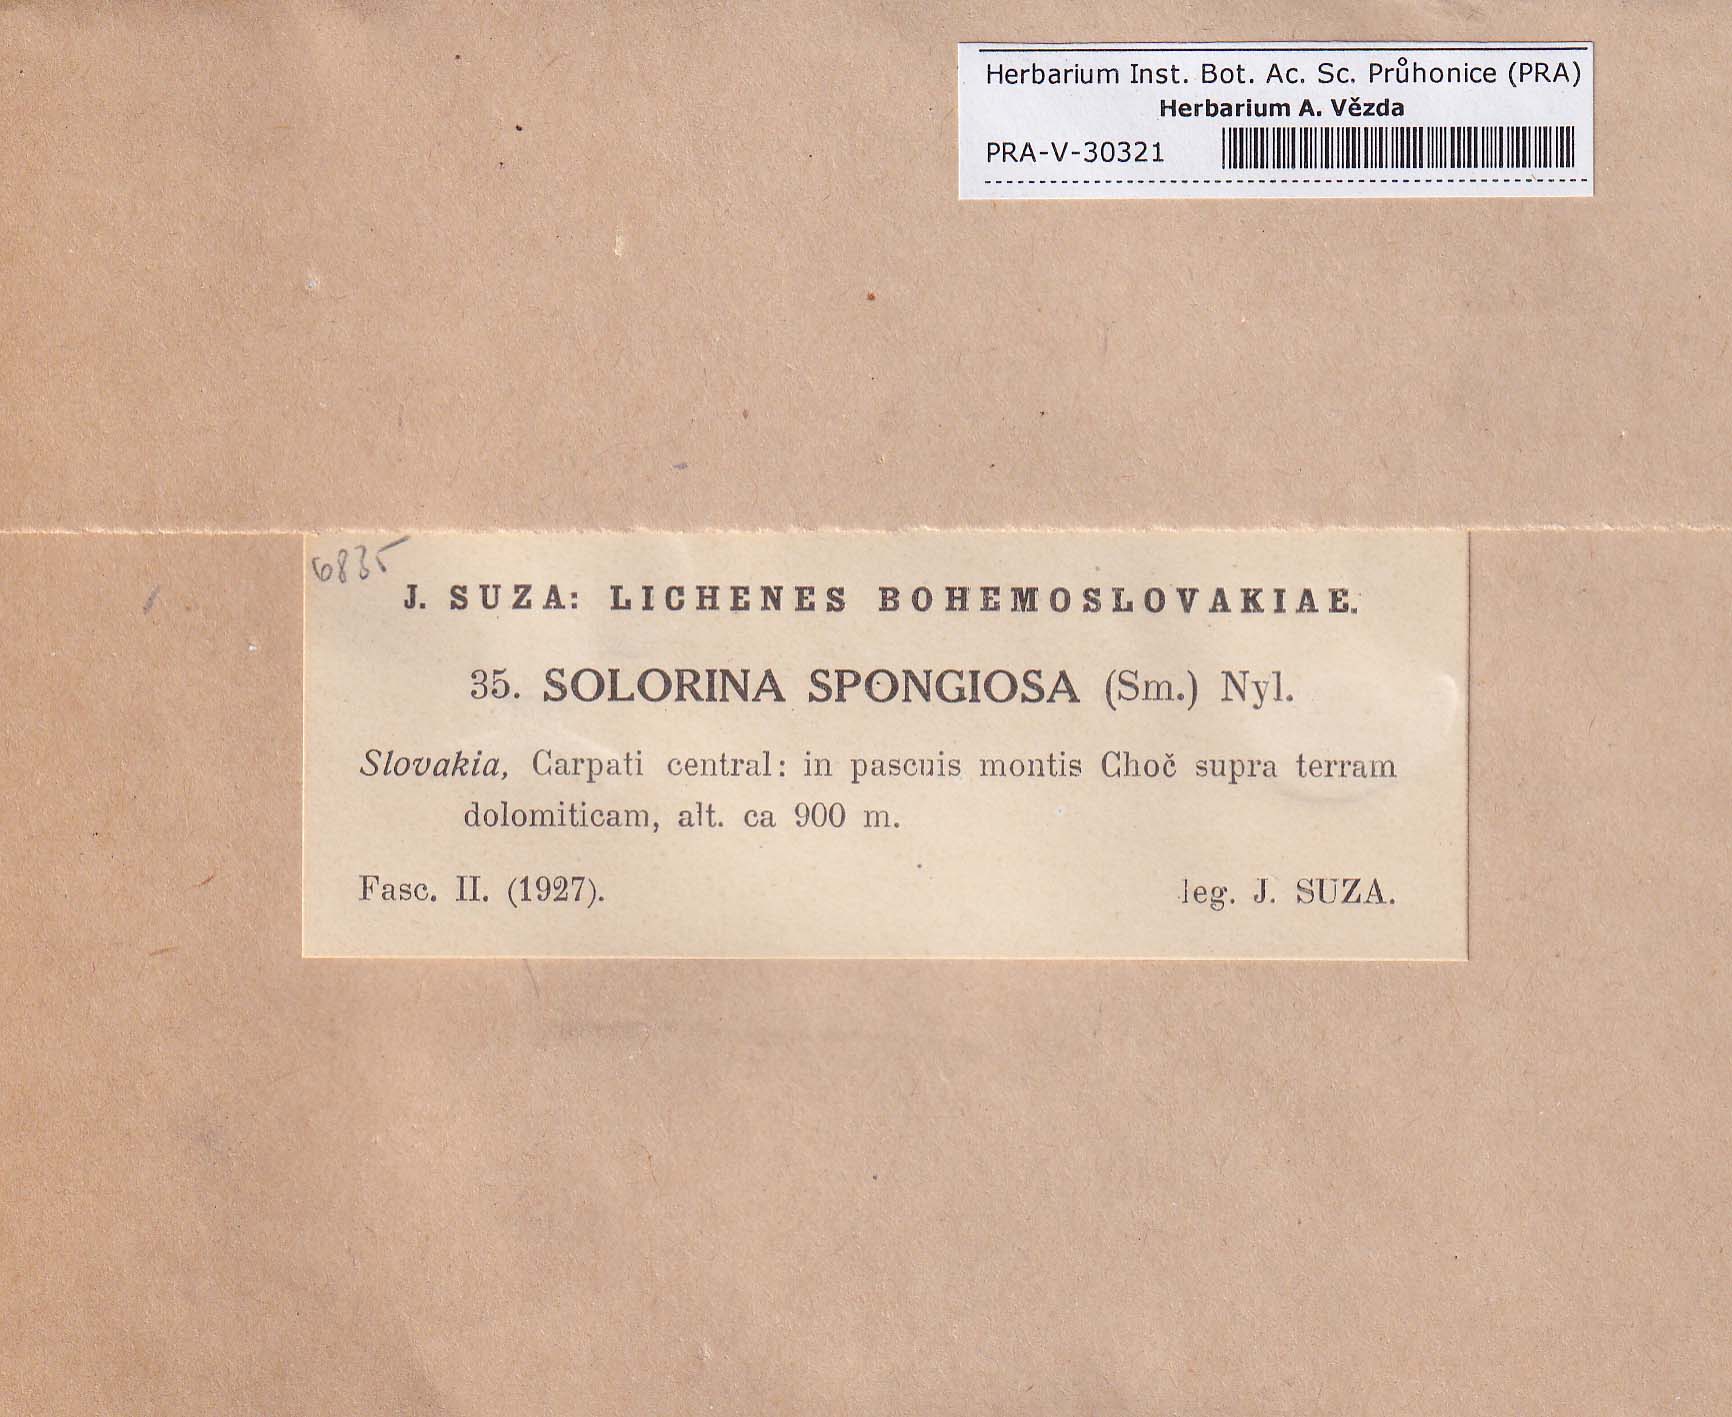 Herbarium Inst. Bot. Ac. Sc. Průhonice (PRA)
Herbarium A. Vězda
PRA-V-30321
6835
J. SUZA: LICHENES BOHEMOSLOVAKIAE.
35. SOLORINA SPONGIOSA (Sm.) Nyl.
Slovakia, Carpati central: in pascuis montis Choč supra terram
dolomiticam, alt. ca 900 m.
Fasc. II. (1927). leg. J. SUZA.